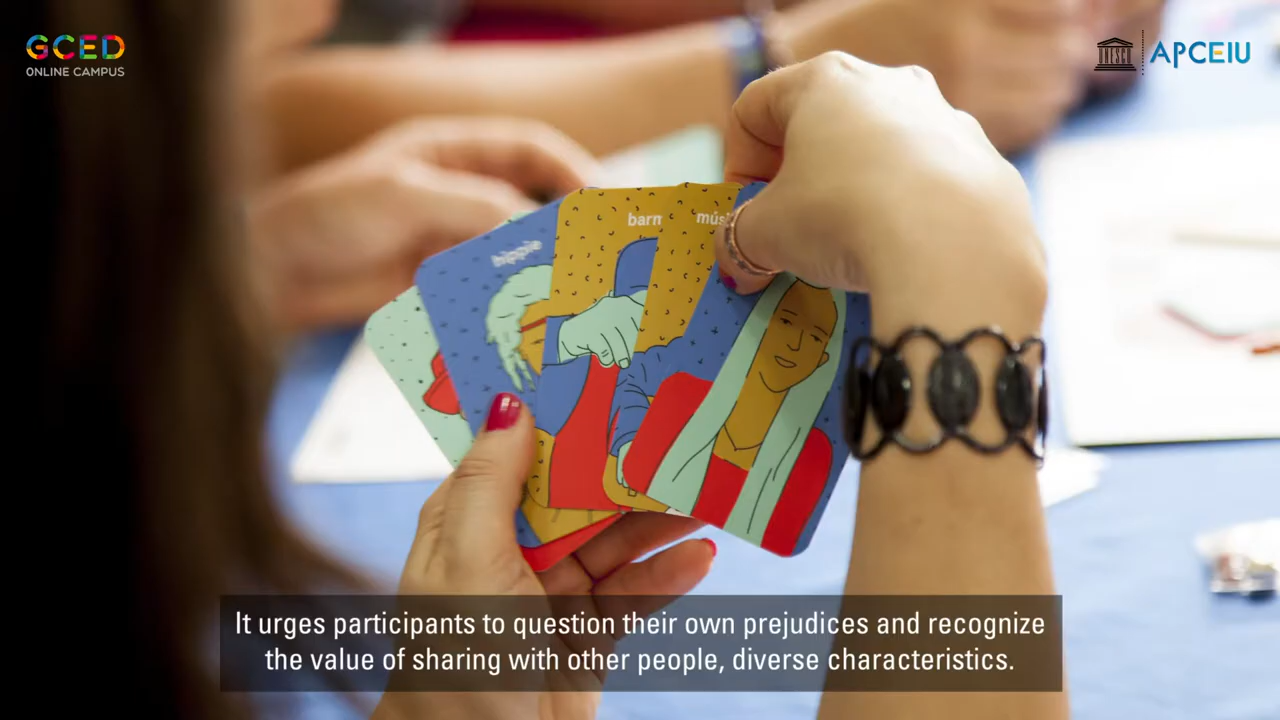 GCED
ONLINE CAMPUS
UNESCO
APCEIU
hippie
It urges participants to question their own prejudices and recognize
the value of sharing with other people, diverse characteristics.